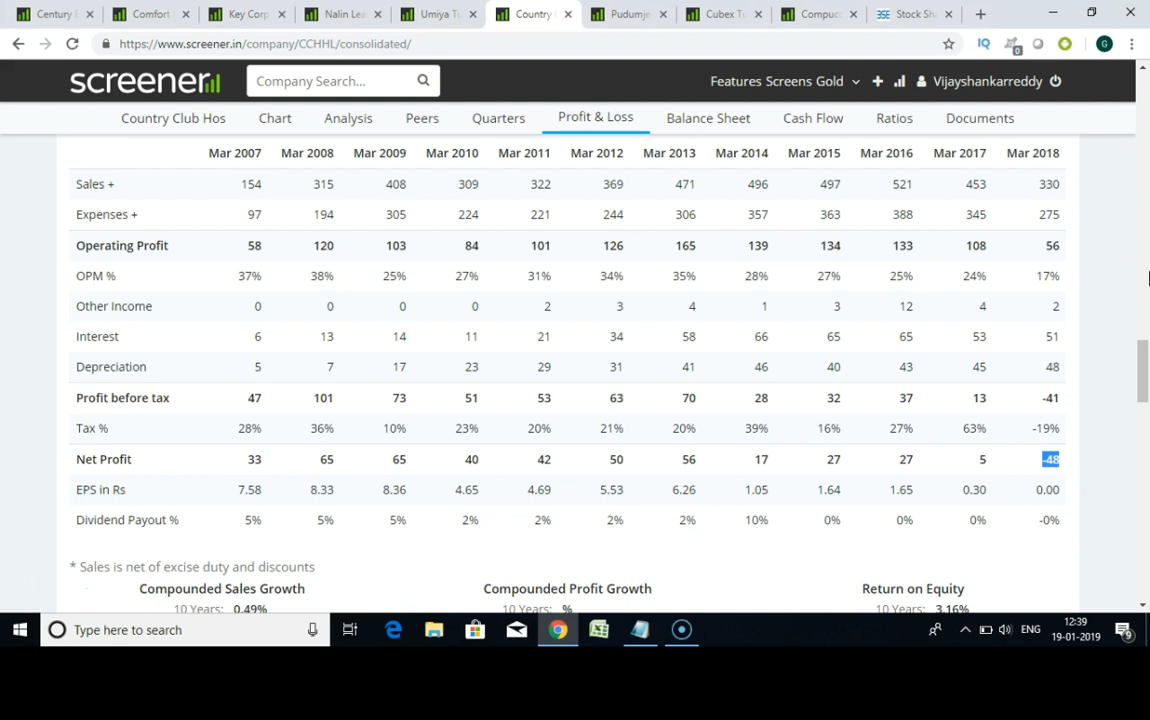 Century E
Comfort
Key Corp
Nalin Lea
Umiya Tu
Country
Pudumje
Cubex Tu
Compuc
BSE Stock Sha
https://www.screener.in/company/CCHHL/consolidated/
IQ
0
G
screener
Company Search...
Features Screens Gold
Vijayshankarreddy
Country Club Hos Chart Analysis Peers Quarters Profit & Loss Balance Sheet Cash Flow Ratios Documents
Mar 2007 Mar 2008 Mar 2009 Mar 2010 Mar 2011 Mar 2012 Mar 2013 Mar 2014 Mar 2015 Mar 2016 Mar 2017 Mar 2018
Sales + 154 315 408 309 322 369 471 496 497 521 453 330
Expenses + 97 194 305 224 221 244 306 357 363 388 345 275
Operating Profit 58 120 103 84 101 126 165 139 134 133 108 56
OPM % 37% 38% 25% 27% 31% 34% 35% 28% 27% 25% 24% 17%
Other Income 0 0 0 0 2 3 4 1 3 12 4 2
Interest 6 13 14 11 21 34 58 66 65 65 53 51
Depreciation 5 7 17 23 29 31 41 46 40 43 45 48
Profit before tax 47 101 73 51 53 63 70 28 32 37 13 -41
Tax % 28% 36% 10% 23% 20% 21% 20% 39% 16% 27% 63% -19%
Net Profit 33 65 65 40 42 50 56 17 27 27 5 -48
EPS in Rs 7.58 8.33 8.36 4.65 4.69 5.53 6.26 1.05 1.64 1.65 0.30 0.00
Dividend Payout % 5% 5% 5% 2% 2% 2% 2% 10% 0% 0% 0% -0%
* Sales is net of excise duty and discounts
Compounded Sales Growth Compounded Profit Growth Return on Equity
10 Years: 0.49% 10 Years: % 10 Years: 3.16%
Type here to search
ENG
12:39
19-01-2019
9